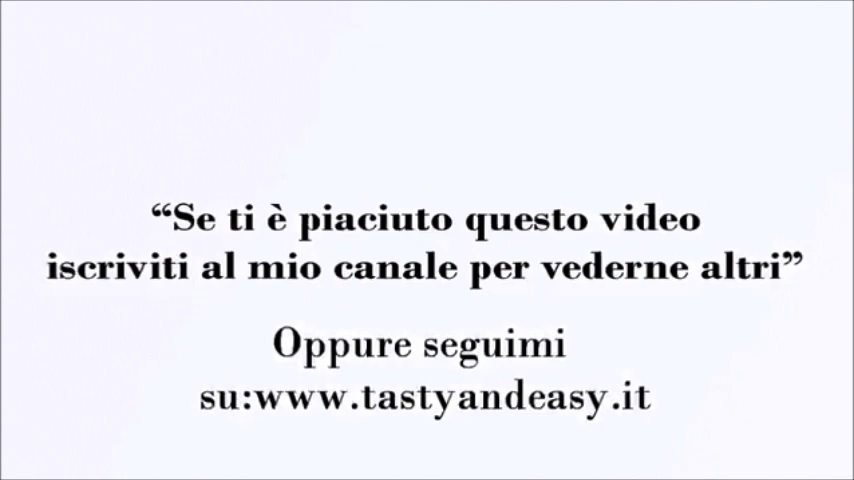 “Se ti è piaciuto questo video
iscriviti al mio canale per vederne altri”
Oppure seguimi
su:www.tastyandeasy.it